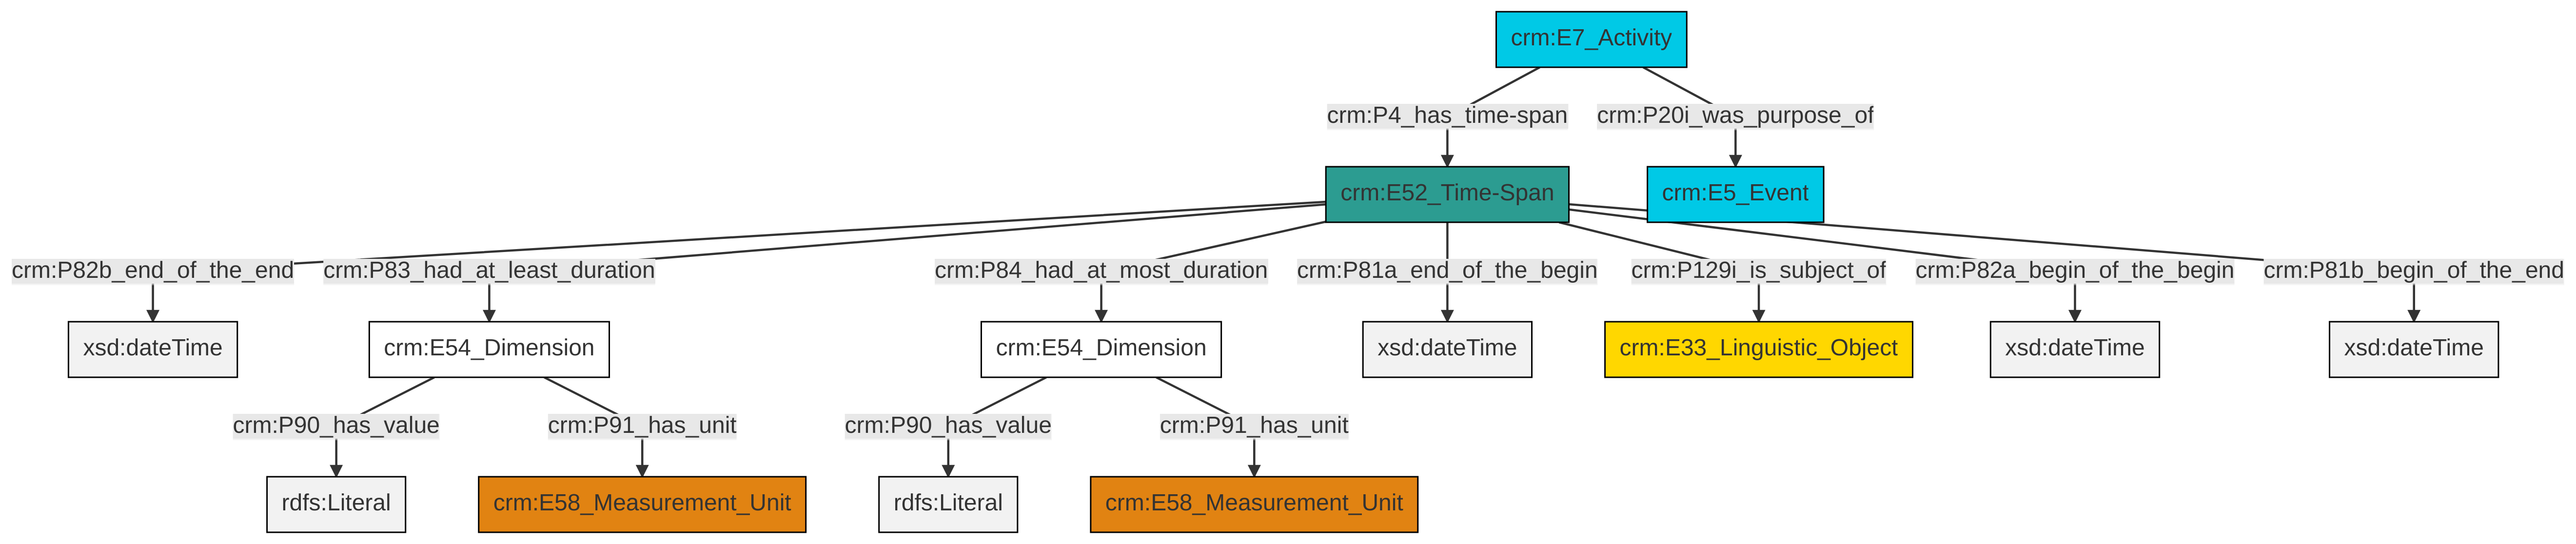 crm:E7_Activity
crm:P4_has_time-span
crm:P20i_was_purpose_of
crm:E52_Time-Span
crm:E5_Event
crm:P82b_end_of_the_end
crm:P83_had_at_least_duration
crm:P84_had_at_most_duration
crm:P81a_end_of_the_begin
crm:P129i_is_subject_of
crm:P82a_begin_of_the_begin
crm:P81b_begin_of_the_end
xsd:dateTime
crm:E54_Dimension
crm:E54_Dimension
xsd:dateTime
crm:E33_Linguistic_Object
xsd:dateTime
xsd:dateTime
crm:P90_has_value
crm:P91_has_unit
crm:P90_has_value
crm:P91_has_unit
rdfs:Literal
crm:E58_Measurement_Unit
rdfs:Literal
crm:E58_Measurement_Unit